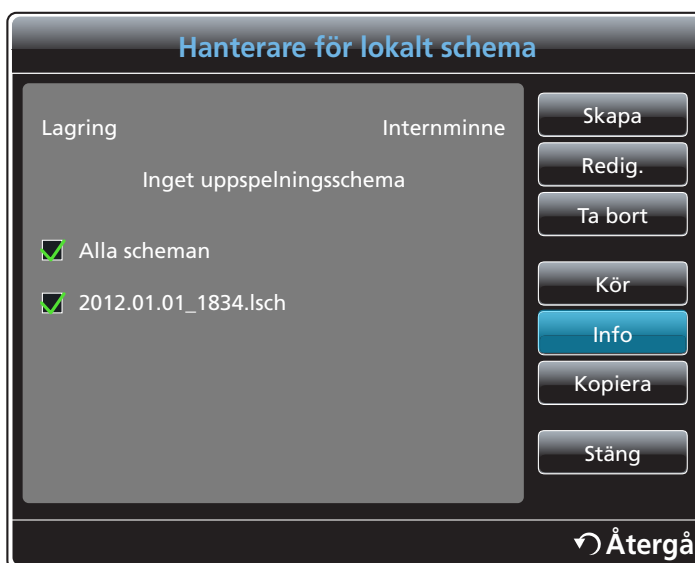 Hanterare för lokalt schema
Lagring Internminne
Inget uppspelningsschema
Alla scheman
2012.01.01_1834.lsch
Skapa
Redig.
Ta bort
Kör
Info
Kopiera
Stäng
Återgå